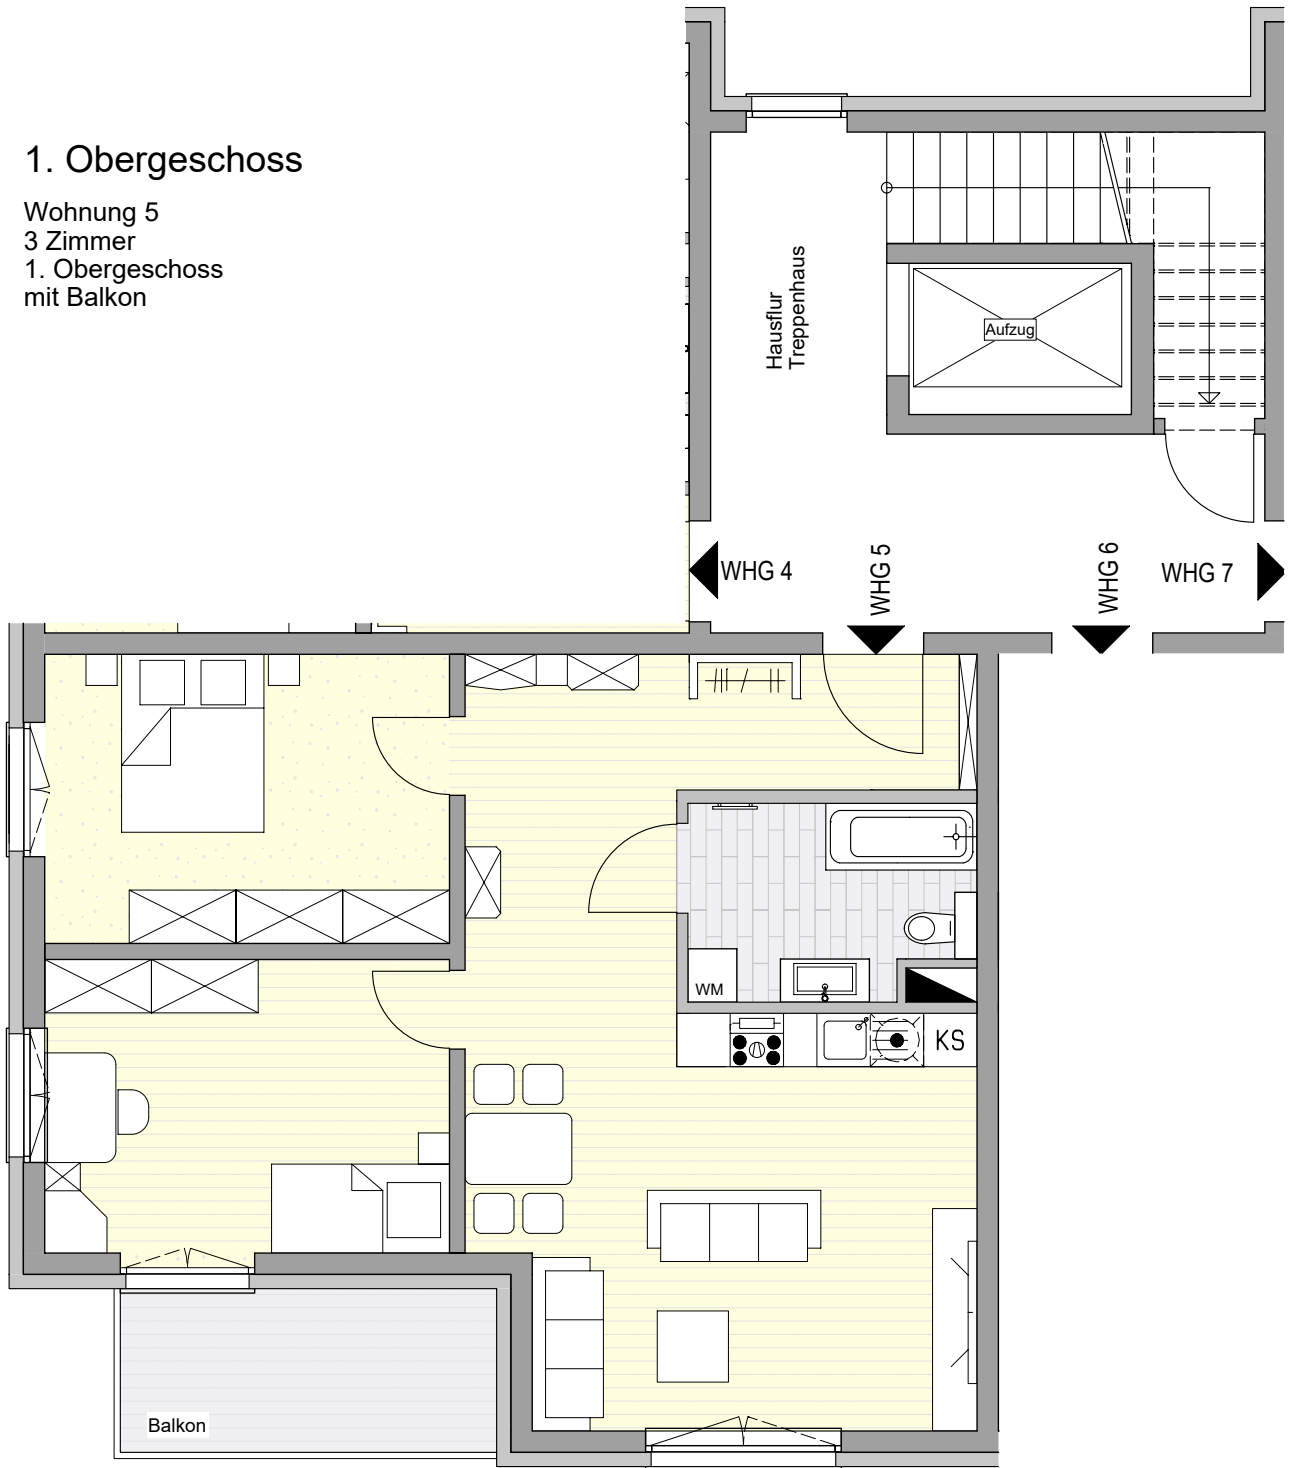 1. Obergeschoss
Wohnung 5
3 Zimmer
1. Obergeschoss
mit Balkon
Hausflur
Treppenhaus
Aufzug
WHG 4
WHG 5
WHG 6
WHG 7
WM
KS
Balkon